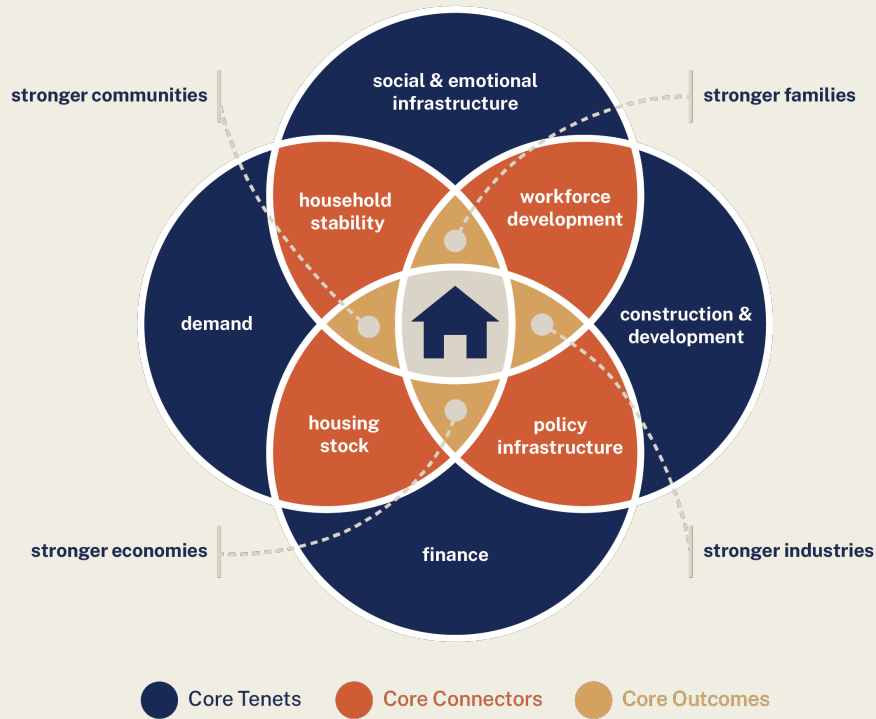 social & emotional
infrastructure
stronger communities
stronger families
household
stability
workforce
development
demand
construction &
development
housing
stock
policy
infrastructure
stronger economies
finance
stronger industries
Core Tenets
Core Connectors
Core Outcomes